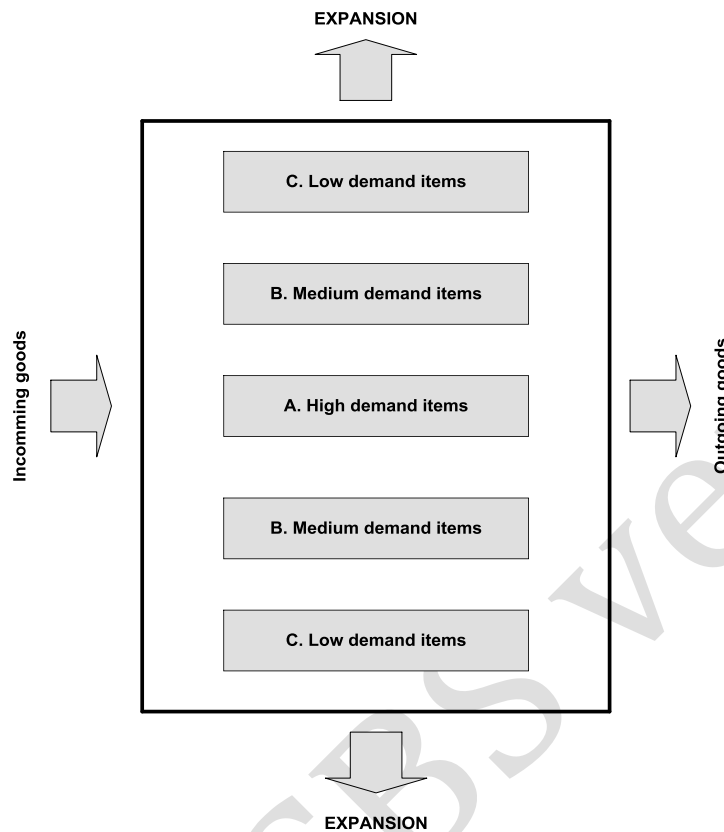 EXPANSION
C. Low demand items
B. Medium demand items
Incomming goods
A. High demand items
Outgoing goods
B. Medium demand items
C. Low demand items
EXPANSION